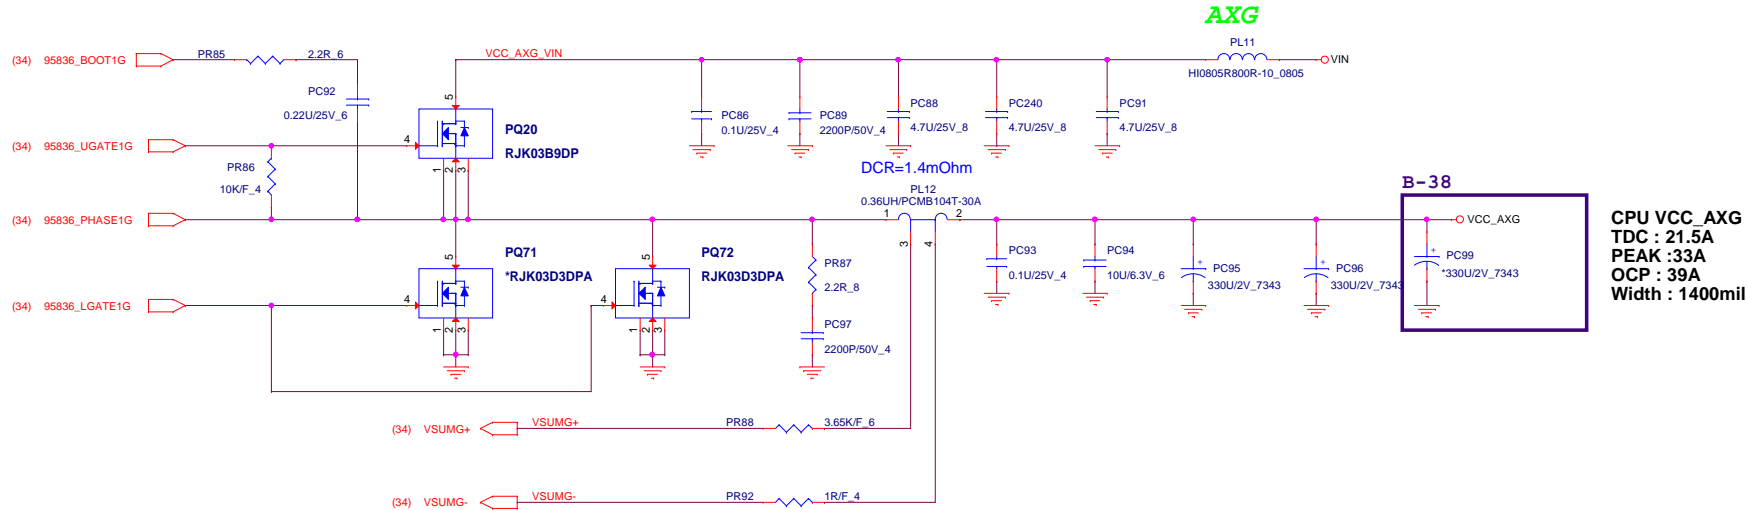 AXG
(34) 95836_BOOT1G
PR85
2.2R_6
VCC_AXG_VIN
PL11
HI0805R800R-10_0805
VIN
PC92
0.22U/25V_6
5
4
1
2
3
PQ20
RJK03B9DP
PC86
0.1U/25V_4
PC89
2200P/50V_4
PC88
4.7U/25V_8
PC240
4.7U/25V_8
PC91
4.7U/25V_8
(34) 95836_UGATE1G
PR86
10K/F_4
DCR=1.4mOhm
PL12
0.36UH/PCMB104T-30A
1
2
3
4
(34) 95836_PHASE1G
B-38
VCC_AXG
PC99
*330U/2V_7343
+
CPU VCC_AXG
TDC : 21.5A
PEAK :33A
OCP : 39A
Width : 1400mil
PQ71
*RJK03D3DPA
5
4
1
2
3
PQ72
RJK03D3DPA
5
4
1
2
3
PR87
2.2R_8
PC97
2200P/50V_4
PC93
0.1U/25V_4
PC94
10U/6.3V_6
+
PC95
330U/2V_7343
+
PC96
330U/2V_7343
(34) 95836_LGATE1G
(34) VSUMG+
VSUMG+
PR88
3.65K/F_6
(34) VSUMG-
VSUMG-
PR92
1R/F_4